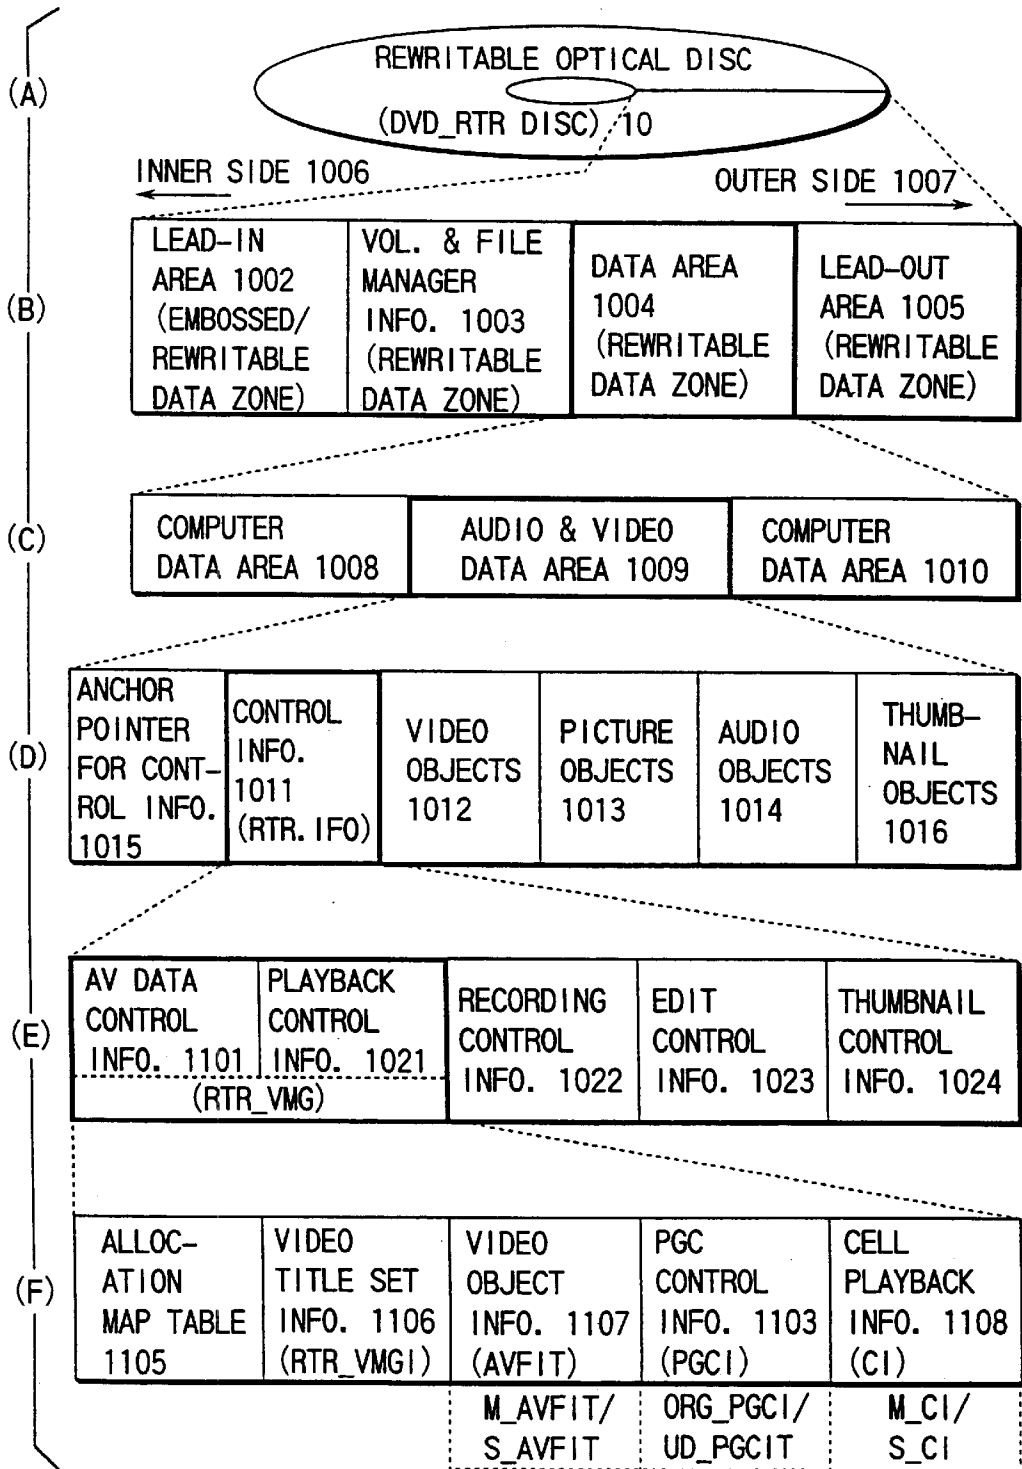 (A)
REWRITABLE OPTICAL DISC
(DVD_RTR DISC) 10
INNER SIDE 1006
OUTER SIDE 1007
(B)
LEAD-IN
AREA 1002
(EMBOSSED/
REWRITABLE
DATA ZONE)
VOL. & FILE
MANAGER
INFO. 1003
(REWRITABLE
DATA ZONE)
DATA AREA
1004
(REWRITABLE
DATA ZONE)
LEAD-OUT
AREA 1005
(REWRITABLE
DATA ZONE)
(C)
COMPUTER
DATA AREA 1008
AUDIO & VIDEO
DATA AREA 1009
COMPUTER
DATA AREA 1010
(D)
ANCHOR
POINTER
FOR CONT-
ROL INFO.
1015
CONTROL
INFO.
1011
(RTR.IFO)
VIDEO
OBJECTS
1012
PICTURE
OBJECTS
1013
AUDIO
OBJECTS
1014
THUMB-
NAIL
OBJECTS
1016
(E)
AV DATA
CONTROL
INFO. 1101
PLAYBACK
CONTROL
INFO. 1021
(RTR_VMG)
RECORDING
CONTROL
INFO. 1022
EDIT
CONTROL
INFO. 1023
THUMBNAIL
CONTROL
INFO. 1024
(F)
ALLOC-
ATION
MAP TABLE
1105
VIDEO
TITLE SET
INFO. 1106
(RTR_VMGI)
VIDEO
OBJECT
INFO. 1107
(AVFIT)
PGC
CONTROL
INFO. 1103
(PGCI)
CELL
PLAYBACK
INFO. 1108
(CI)
M_AVFIT/
S_AVFIT
ORG_PGCI/
UD_PGCIT
M_CI/
S_CI